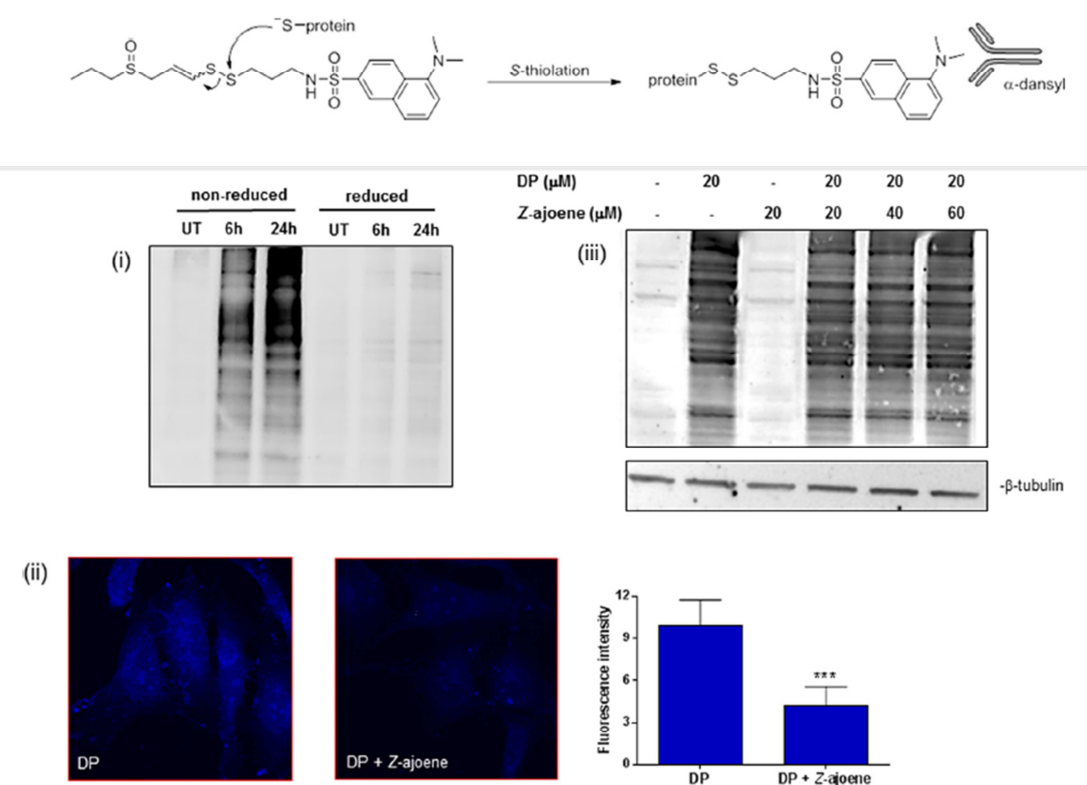 ⁻S–protein
O
S
S
S
N
H
O
S
O
N
S-thiolation
protein
S
S
N
H
O
S
O
N
α-dansyl
non-reduced reduced
UT 6h 24h UT 6h 24h
(i)
DP (μM) - 20 - 20 20 20
Z-ajoene (μM) - - 20 20 40 60
(iii)
-β-tubulin
(ii)
DP
DP + Z-ajoene
Fluorescence intensity
12
9
6
3
0
***
DP DP + Z-ajoene